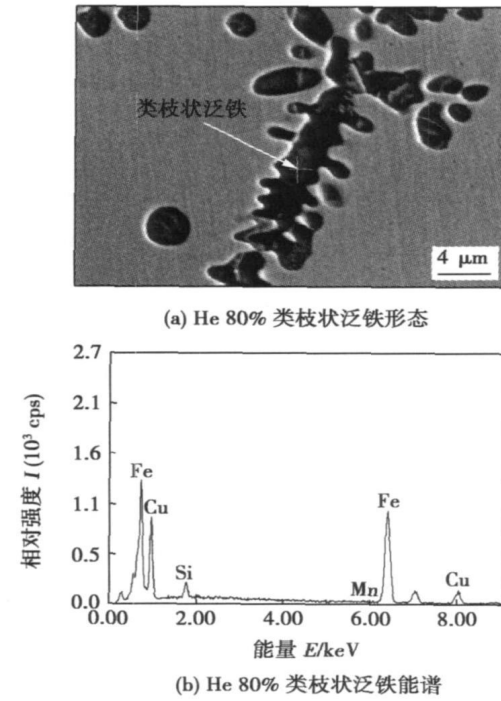 类枝状泛铁
4 μm
(a) He 80% 类枝状泛铁形态
2.7
2.1
1.6
1.1
0.5
0.0
相对强度 I (10³ cps)
Fe
Cu
Si
Mn
Fe
Cu
0.00
2.00
4.00
6.00
8.00
能量 E/keV
(b) He 80% 类枝状泛铁能谱